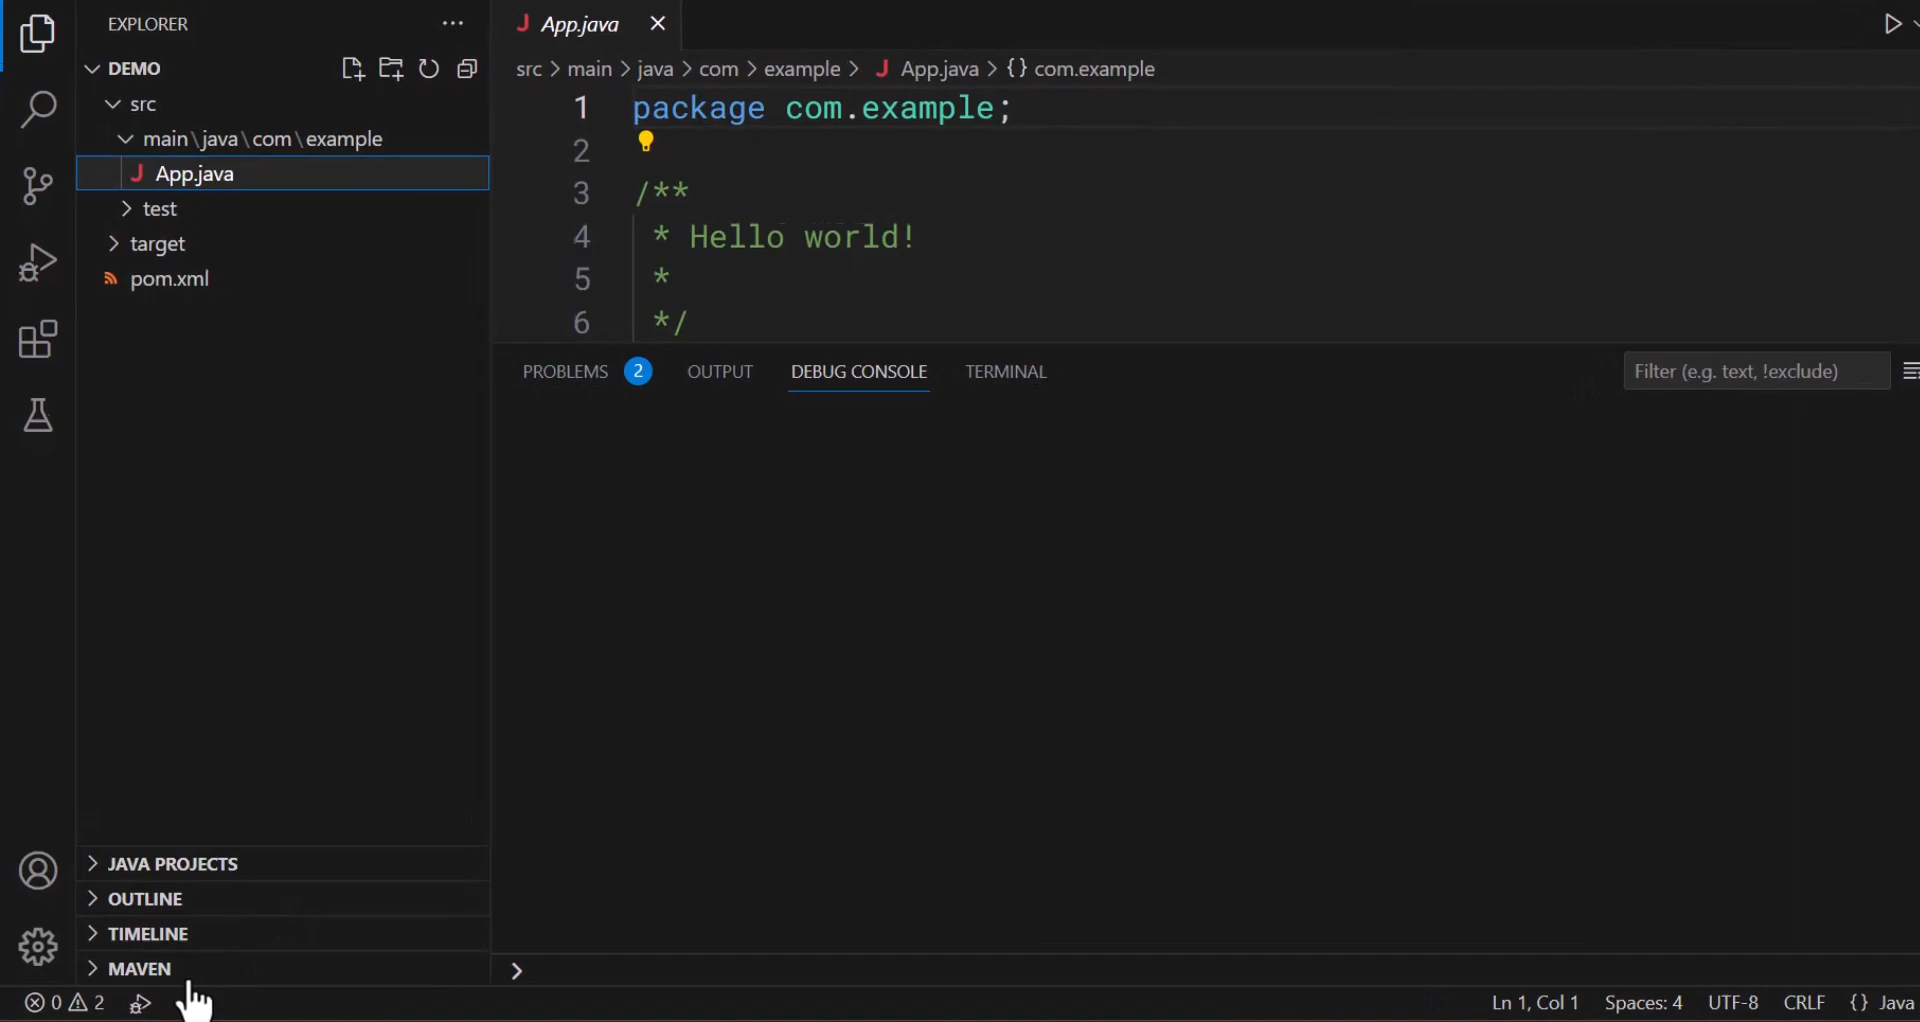 EXPLORER
DEMO
src
main\java\com\example
J App.java
test
target
pom.xml
JAVA PROJECTS
OUTLINE
TIMELINE
MAVEN
J App.java
src > main > java > com > example > J App.java > {} com.example
1 package com.example;
2
3 /**
4 * Hello world!
5 *
6 */
PROBLEMS 2 OUTPUT DEBUG CONSOLE TERMINAL Filter (e.g. text, !exclude)
0 2 Ln 1, Col 1 Spaces: 4 UTF-8 CRLF {} Java